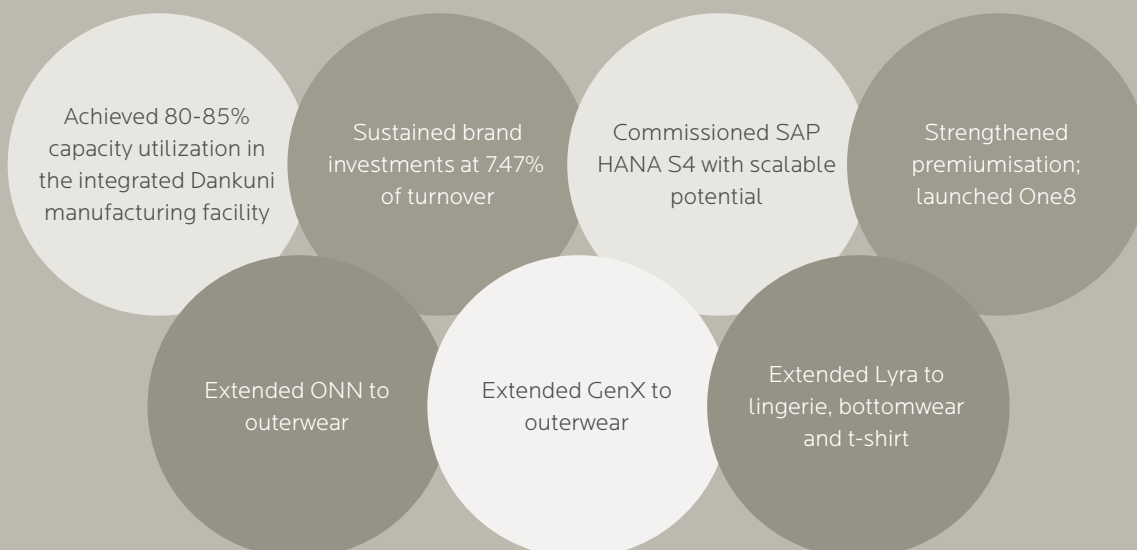 Achieved 80-85%
capacity utilization in
the integrated Dankuni
manufacturing facility
Sustained brand
investments at 7.47%
of turnover
Commissioned SAP
HANA S4 with scalable
potential
Strengthened
premiumisation;
launched One8
Extended ONN to
outerwear
Extended GenX to
outerwear
Extended Lyra to
lingerie, bottomwear
and t-shirt